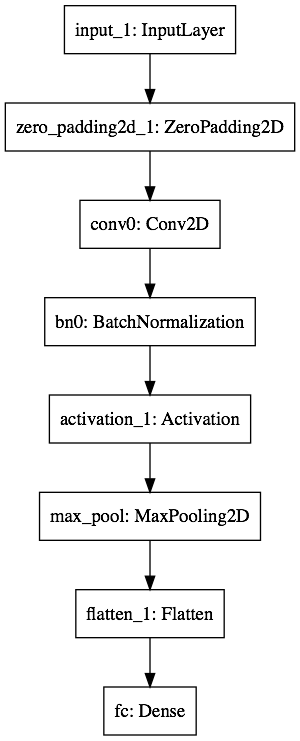 input_1: InputLayer
zero_padding2d_1: ZeroPadding2D
conv0: Conv2D
bn0: BatchNormalization
activation_1: Activation
max_pool: MaxPooling2D
flatten_1: Flatten
fc: Dense